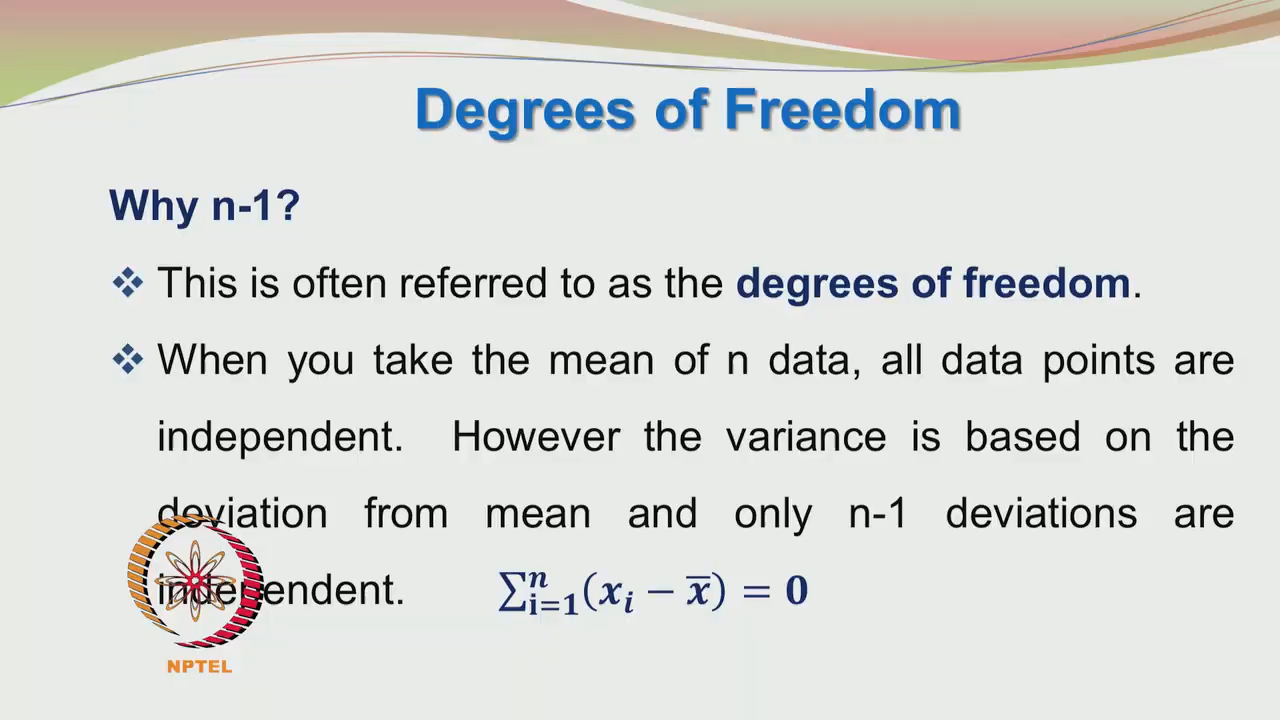 Degrees of Freedom
Why n-1?
❖ This is often referred to as the degrees of freedom.
❖ When you take the mean of n data, all data points are
independent. However the variance is based on the
deviation from mean and only n-1 deviations are
independent. ∑ⁿᵢ₌₁(xᵢ − x̄) = 0
NPTEL